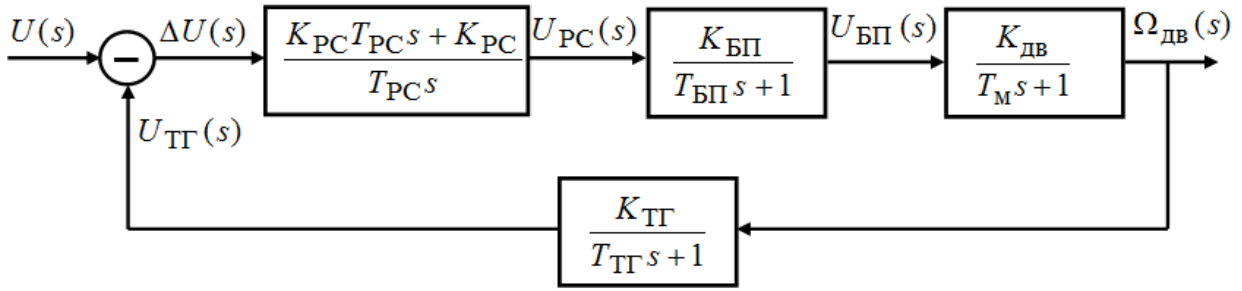 U(s)
−
ΔU(s)
K_РС T_РС s + K_РС
T_РС s
U_РС(s)
K_БП
T_БП s + 1
U_БП(s)
K_дв
T_м s + 1
Ω_дв(s)
U_ТГ(s)
K_ТГ
T_ТГ s + 1